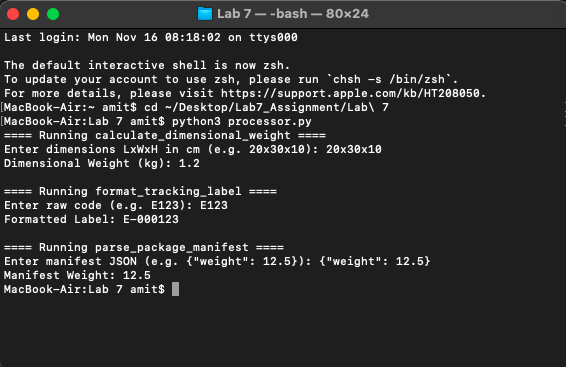 Lab 7 — -bash — 80×24
Last login: Mon Nov 16 08:18:02 on ttys000
The default interactive shell is now zsh.
To update your account to use zsh, please run `chsh -s /bin/zsh`.
For more details, please visit https://support.apple.com/kb/HT208050.
[MacBook-Air:~ amit$ cd ~/Desktop/Lab7_Assignment/Lab\ 7
[MacBook-Air:Lab 7 amit$ python3 processor.py
==== Running calculate_dimensional_weight ====
Enter dimensions LxWxH in cm (e.g. 20x30x10): 20x30x10
Dimensional Weight (kg): 1.2
==== Running format_tracking_label ====
Enter raw code (e.g. E123): E123
Formatted Label: E-000123
==== Running parse_package_manifest ====
Enter manifest JSON (e.g. {"weight": 12.5}): {"weight": 12.5}
Manifest Weight: 12.5
MacBook-Air:Lab 7 amit$